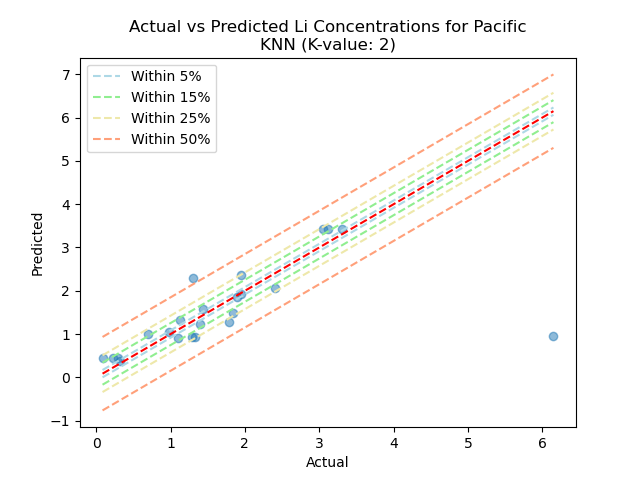 Actual vs Predicted Li Concentrations for Pacific
KNN (K-value: 2)
Within 5%
Within 15%
Within 25%
Within 50%
7
6
5
4
3
2
1
0
−1
Predicted
0
1
2
3
4
5
6
Actual